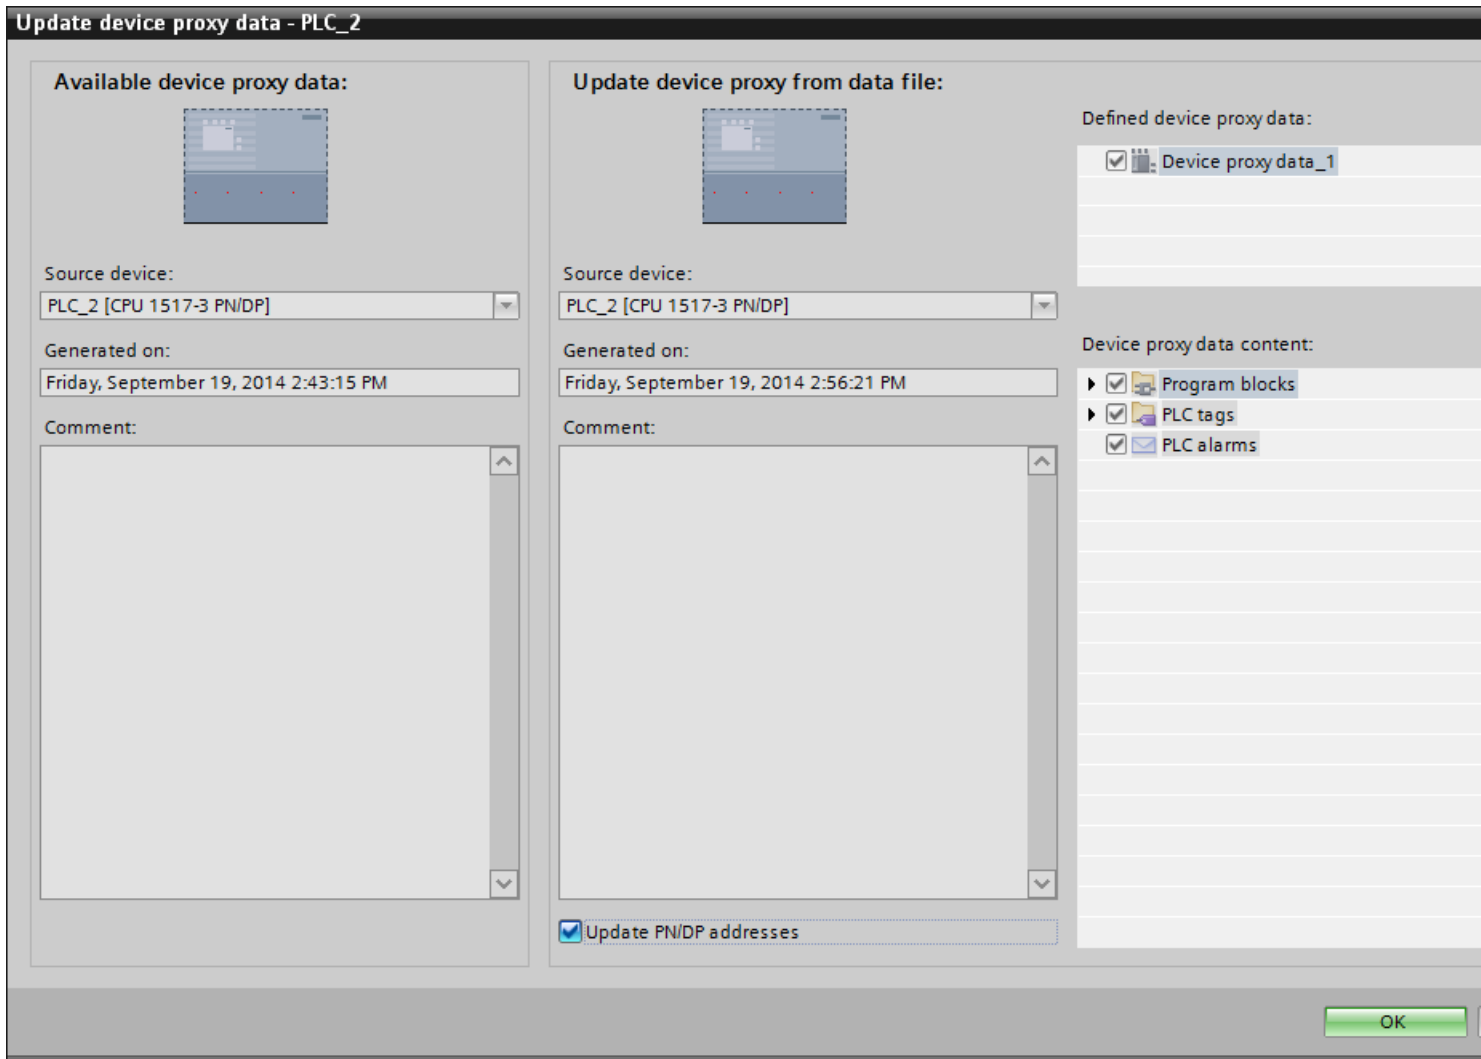 Update device proxy data - PLC_2
Available device proxy data:
Source device:
PLC_2 [CPU 1517-3 PN/DP]
Generated on:
Friday, September 19, 2014 2:43:15 PM
Comment:
Update device proxy from data file:
Source device:
PLC_2 [CPU 1517-3 PN/DP]
Generated on:
Friday, September 19, 2014 2:56:21 PM
Comment:
Update PN/DP addresses
Defined device proxy data:
Device proxy data_1
Device proxy data content:
Program blocks
PLC tags
PLC alarms
OK